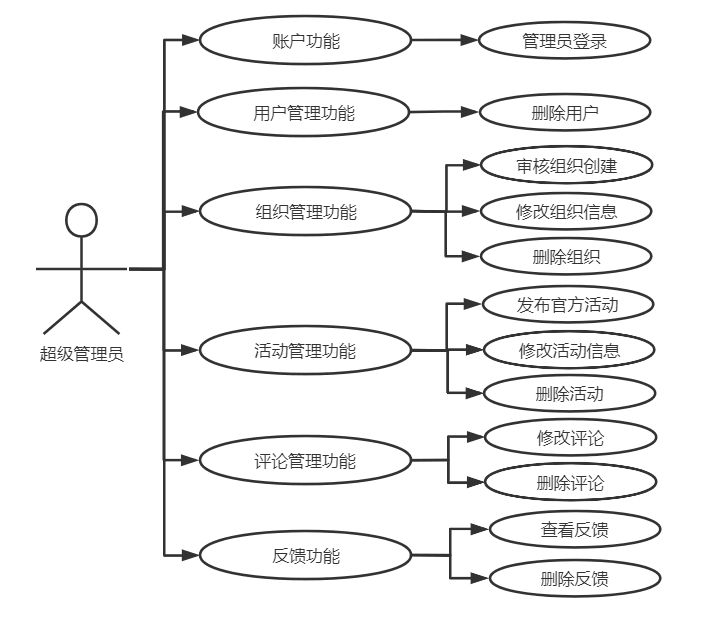 账户功能
管理员登录
用户管理功能
删除用户
组织管理功能
审核组织创建
修改组织信息
删除组织
超级管理员
活动管理功能
发布官方活动
修改活动信息
删除活动
评论管理功能
修改评论
删除评论
反馈功能
查看反馈
删除反馈